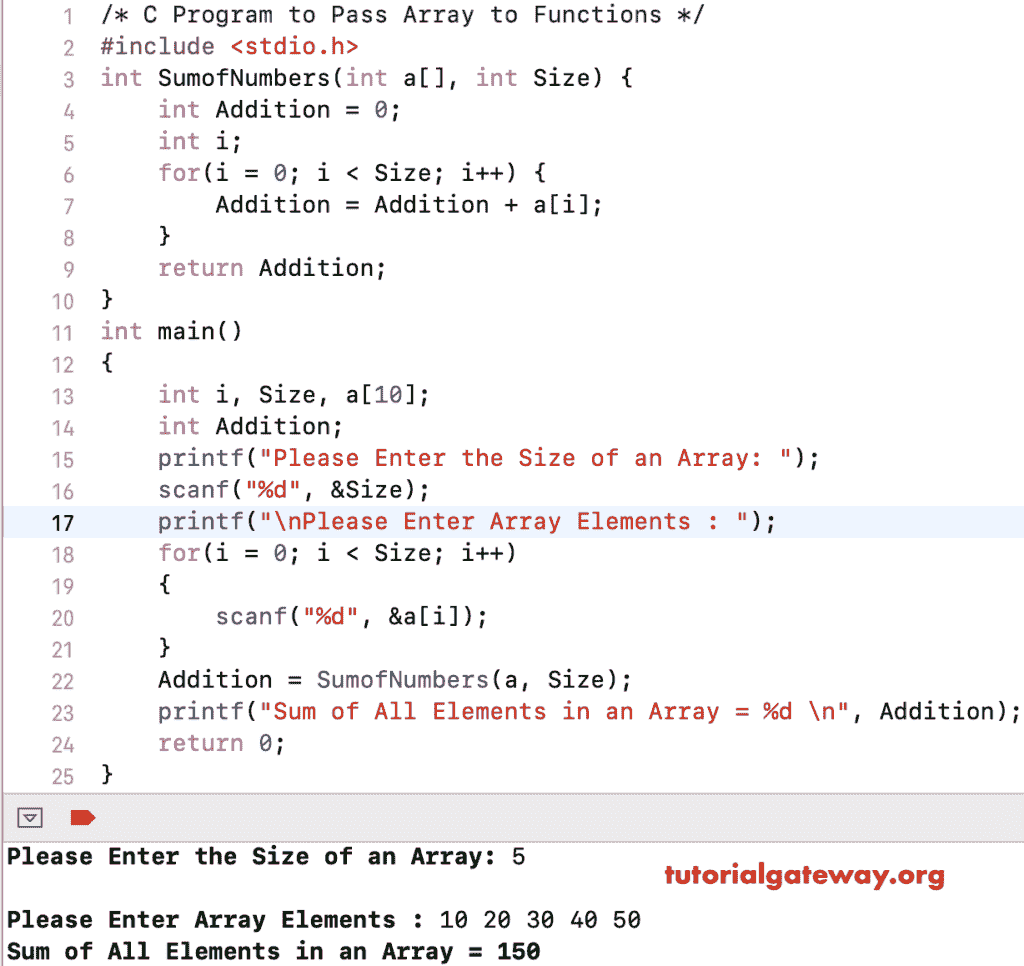 1 /* C Program to Pass Array to Functions */
2 #include <stdio.h>
3 int SumofNumbers(int a[], int Size) {
4     int Addition = 0;
5     int i;
6     for(i = 0; i < Size; i++) {
7         Addition = Addition + a[i];
8     }
9     return Addition;
10 }
11 int main()
12 {
13     int i, Size, a[10];
14     int Addition;
15     printf("Please Enter the Size of an Array: ");
16     scanf("%d", &Size);
17     printf("\nPlease Enter Array Elements : ");
18     for(i = 0; i < Size; i++)
19     {
20         scanf("%d", &a[i]);
21     }
22     Addition = SumofNumbers(a, Size);
23     printf("Sum of All Elements in an Array = %d \n", Addition);
24     return 0;
25 }
Please Enter the Size of an Array: 5
tutorialgateway.org
Please Enter Array Elements : 10 20 30 40 50
Sum of All Elements in an Array = 150